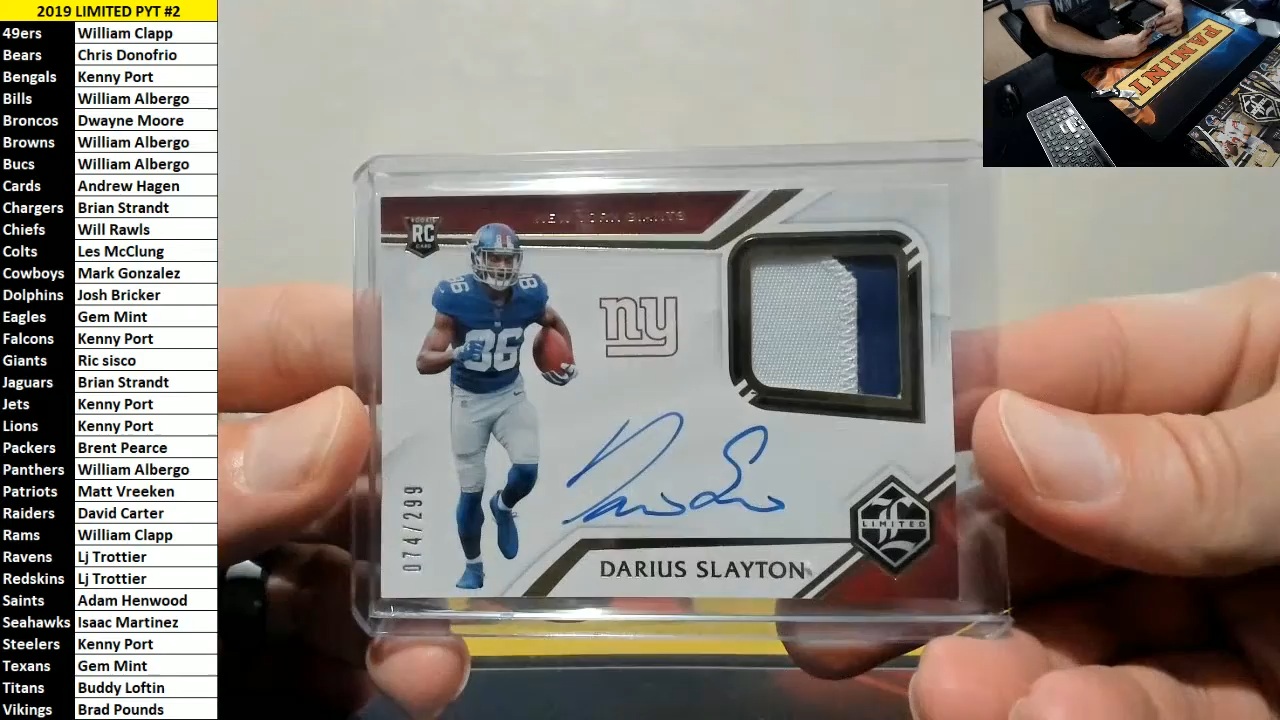 2019 LIMITED PYT #2
49ers William Clapp
Bears Chris Donofrio
Bengals Kenny Port
Bills William Albergo
Broncos Dwayne Moore
Browns William Albergo
Bucs William Albergo
Cards Andrew Hagen
Chargers Brian Strandt
Chiefs Will Rawls
Colts Les McClung
Cowboys Mark Gonzalez
Dolphins Josh Bricker
Eagles Gem Mint
Falcons Kenny Port
Giants Ric sisco
Jaguars Brian Strandt
Jets Kenny Port
Lions Kenny Port
Packers Brent Pearce
Panthers William Albergo
Patriots Matt Vreeken
Raiders David Carter
Rams William Clapp
Ravens Lj Trottier
Redskins Lj Trottier
Saints Adam Henwood
Seahawks Isaac Martinez
Steelers Kenny Port
Texans Gem Mint
Titans Buddy Loftin
Vikings Brad Pounds
NEW YORK GIANTS
ROOKIE
RC
CARD
86
86
86
ny
074/299
LIMITED
DARIUS SLAYTON
PANINI